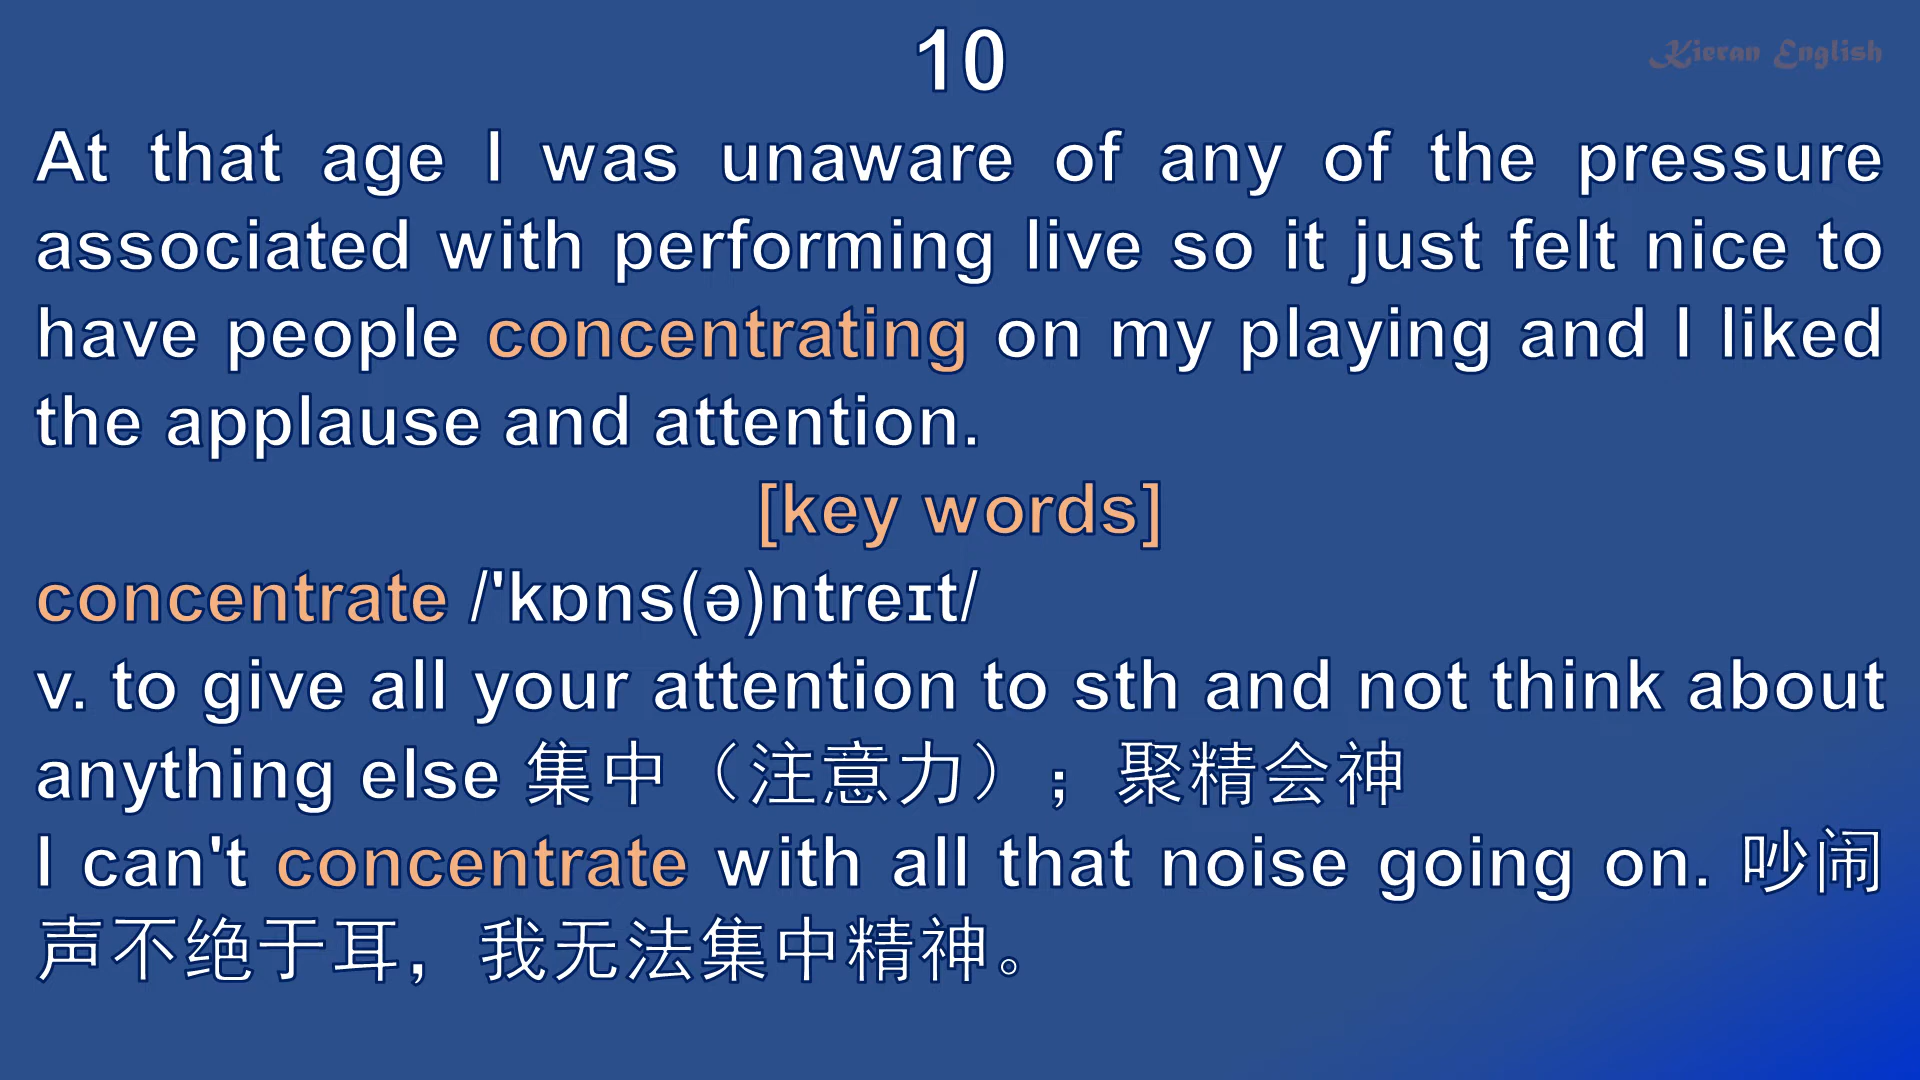 10
Kieran English
At that age I was unaware of any of the pressure
associated with performing live so it just felt nice to
have people concentrating on my playing and I liked
the applause and attention.
[key words]
concentrate /'kɒns(ə)ntreɪt/
v. to give all your attention to sth and not think about
anything else 集中（注意力）；聚精会神
I can't concentrate with all that noise going on. 吵闹
声不绝于耳，我无法集中精神。